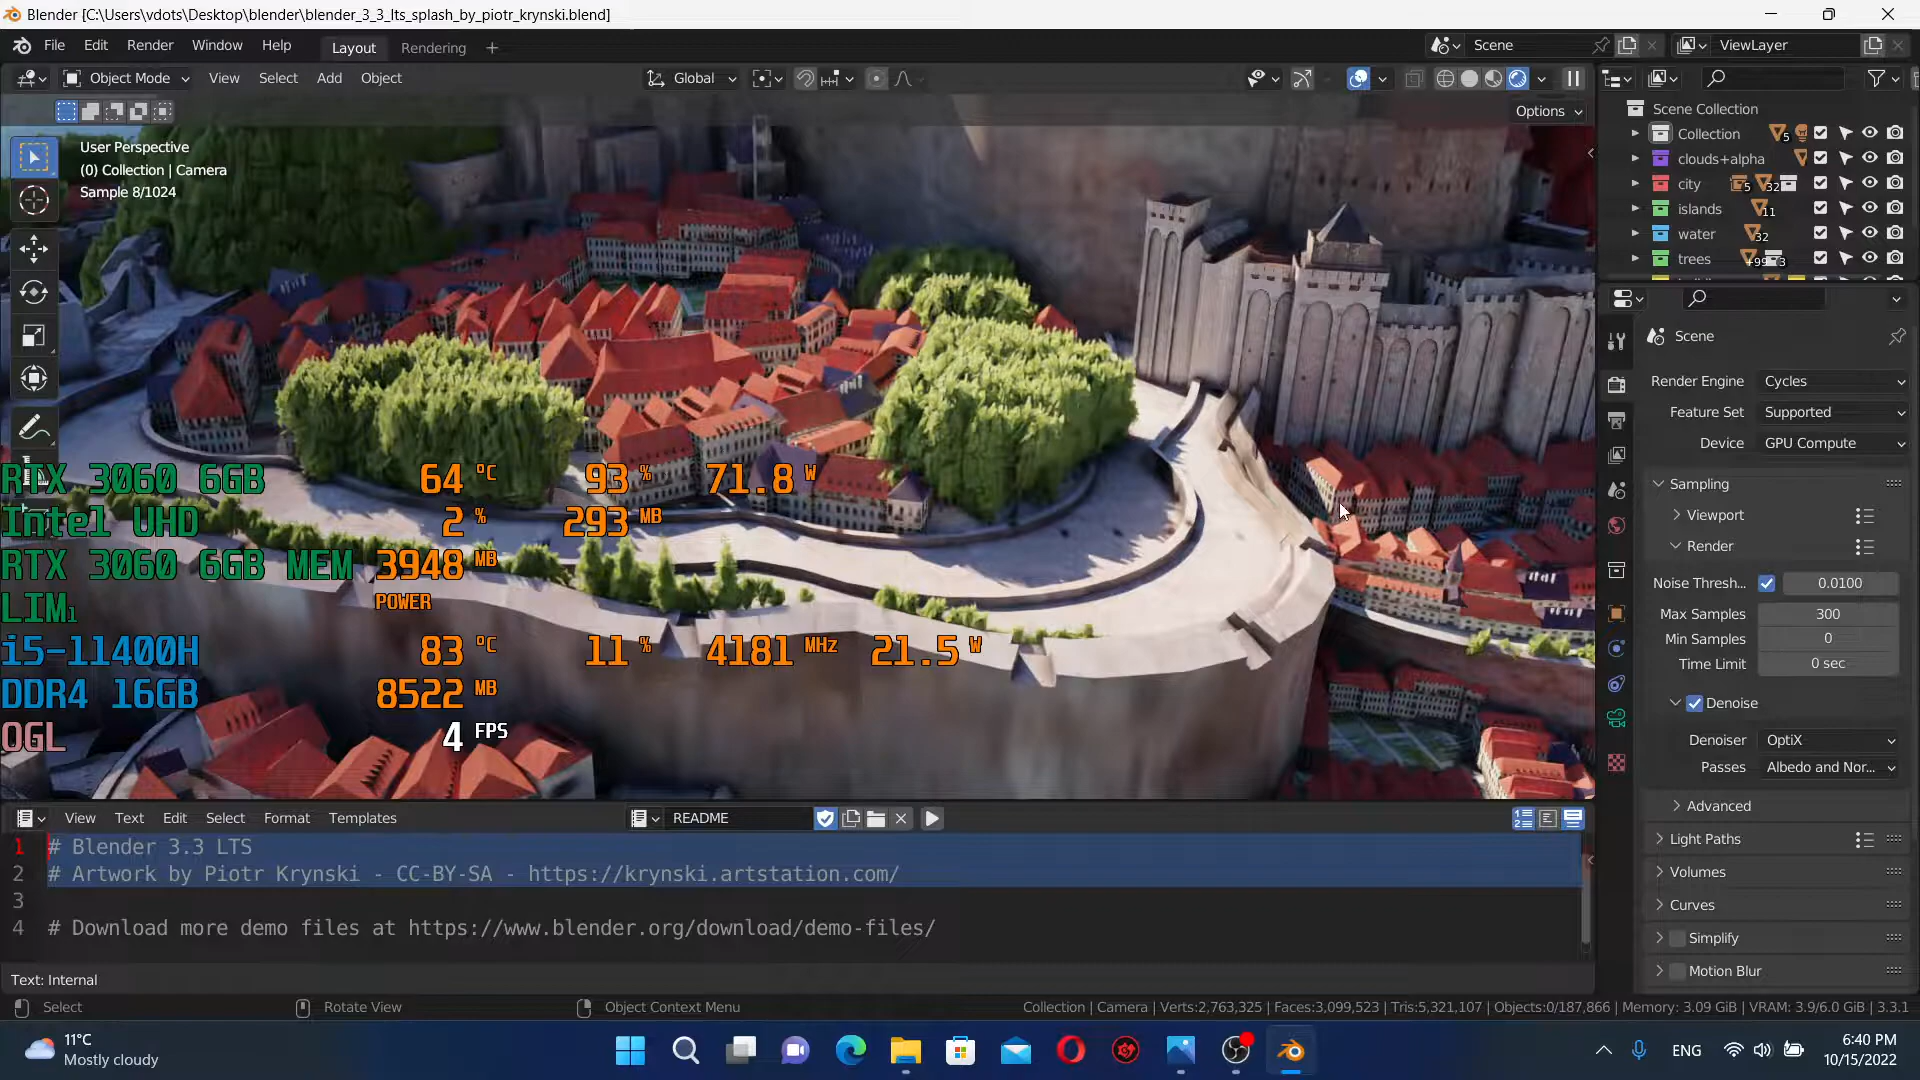 Blender [C:\Users\vdots\Desktop\blender\blender_3_3_lts_splash_by_piotr_krynski.blend]
File Edit Render Window Help Layout Rendering + Scene ViewLayer
Object Mode View Select Add Object Global
Options
User Perspective
(0) Collection | Camera
Sample 8/1024
Scene Collection
Collection 5
clouds+alpha
city 5 32
islands 11
water 32
trees +99 3
Scene
Render Engine Cycles
Feature Set Supported
Device GPU Compute
Sampling
Viewport
Render
Noise Thresh... 0.0100
Max Samples 300
Min Samples 0
Time Limit 0 sec
Denoise
Denoiser OptiX
Passes Albedo and Nor...
Advanced
Light Paths
Volumes
Curves
Simplify
Motion Blur
RTX 3060 6GB 64 °C 93 % 71.8 W
Intel UHD 2 % 293 MB
RTX 3060 6GB MEM 3948 MB
LIM1 POWER
i5-11400H 83 °C 11 % 4181 MHz 21.5 W
DDR4 16GB 8522 MB
OGL 4 FPS
View Text Edit Select Format Templates README
1 # Blender 3.3 LTS
2 # Artwork by Piotr Krynski - CC-BY-SA - https://krynski.artstation.com/
3
4 # Download more demo files at https://www.blender.org/download/demo-files/
Text: Internal
Select Rotate View Object Context Menu Collection | Camera | Verts:2,763,325 | Faces:3,099,523 | Tris:5,321,107 | Objects:0/187,866 | Memory: 3.09 GiB | VRAM: 3.9/6.0 GiB | 3.3.1
11°C
Mostly cloudy
ENG
6:40 PM
10/15/2022